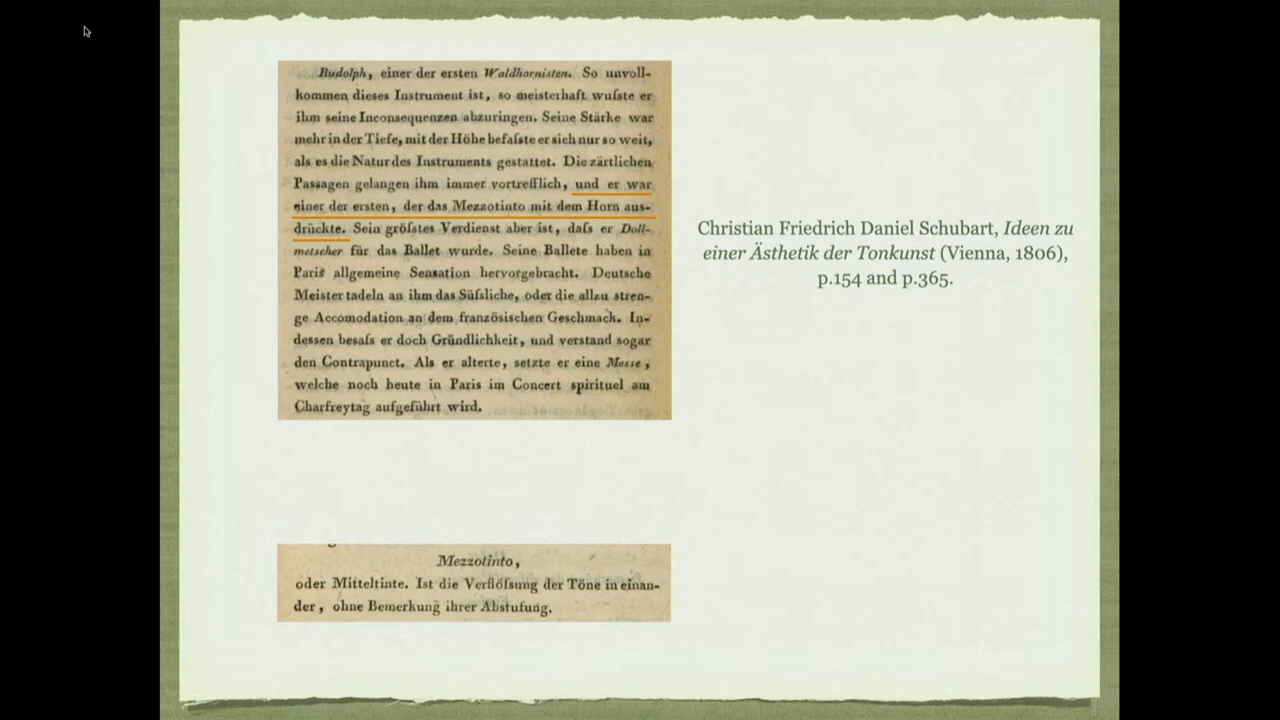 Rudolph, einer der ersten Waldhornisten. So unvoll-
kommen dieses Instrument ist, so meisterhaft wuſste er
ihm seine Inconsequenzen abzuringen. Seine Stärke war
mehr in der Tiefe, mit der Höhe befaſste er sich nur so weit,
als es die Natur des Instruments gestattet. Die zärtlichen
Passagen gelangen ihm immer vortrefflich, und er war
einer der ersten, der das Mezzotinto mit dem Horn aus-
drückte. Sein gröſstes Verdienst aber ist, daſs er Doll-
metscher für das Ballet wurde. Seine Ballete haben in
Paris allgemeine Sensation hervorgebracht. Deutsche
Meister tadeln an ihm das Süſsliche, oder die allzu stren-
ge Accomodation an dem französischen Geschmack. In-
dessen besaſs er doch Gründlichkeit, und verstand sogar
den Contrapunct. Als er alterte, setzte er eine Messe,
welche noch heute in Paris im Concert spirituel am
Charfreytag aufgeführt wird.
Christian Friedrich Daniel Schubart, Ideen zu
einer Ästhetik der Tonkunst (Vienna, 1806),
p.154 and p.365.
Mezzotinto,
oder Mitteltinte. Ist die Verflöſsung der Töne in einan-
der, ohne Bemerkung ihrer Abstufung.